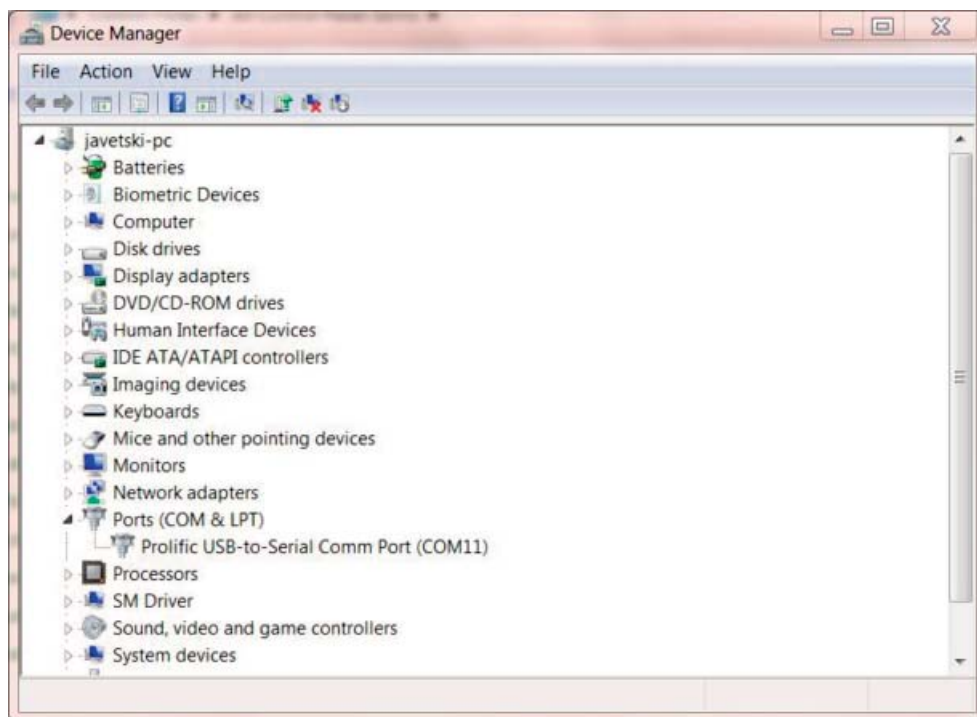 Device Manager
File Action View Help
javetski-pc
Batteries
Biometric Devices
Computer
Disk drives
Display adapters
DVD/CD-ROM drives
Human Interface Devices
IDE ATA/ATAPI controllers
Imaging devices
Keyboards
Mice and other pointing devices
Monitors
Network adapters
Ports (COM & LPT)
Prolific USB-to-Serial Comm Port (COM11)
Processors
SM Driver
Sound, video and game controllers
System devices